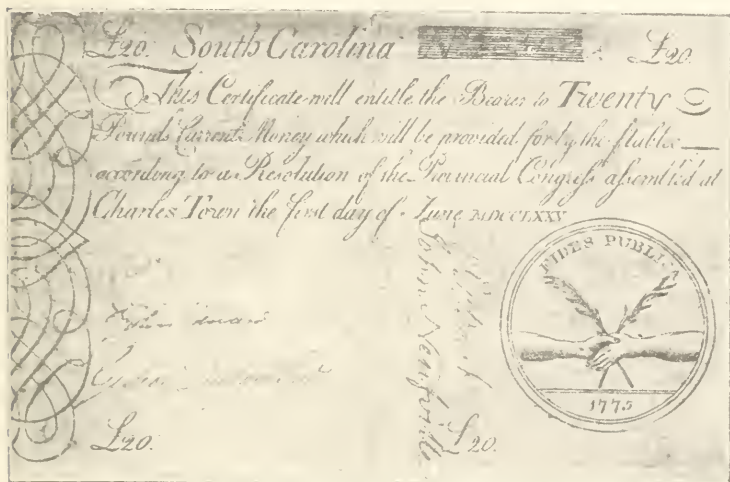 £20. South Carolina £20.
This Certificate will entitle the Bearer to Twenty
Pounds Current Money which will be provided for by the Public
according to a Resolution of the Provincial Congress assembled at
Charles Town the first day of June MDCCLXXV
FIDES PUBLICA
1775
£20. £20.